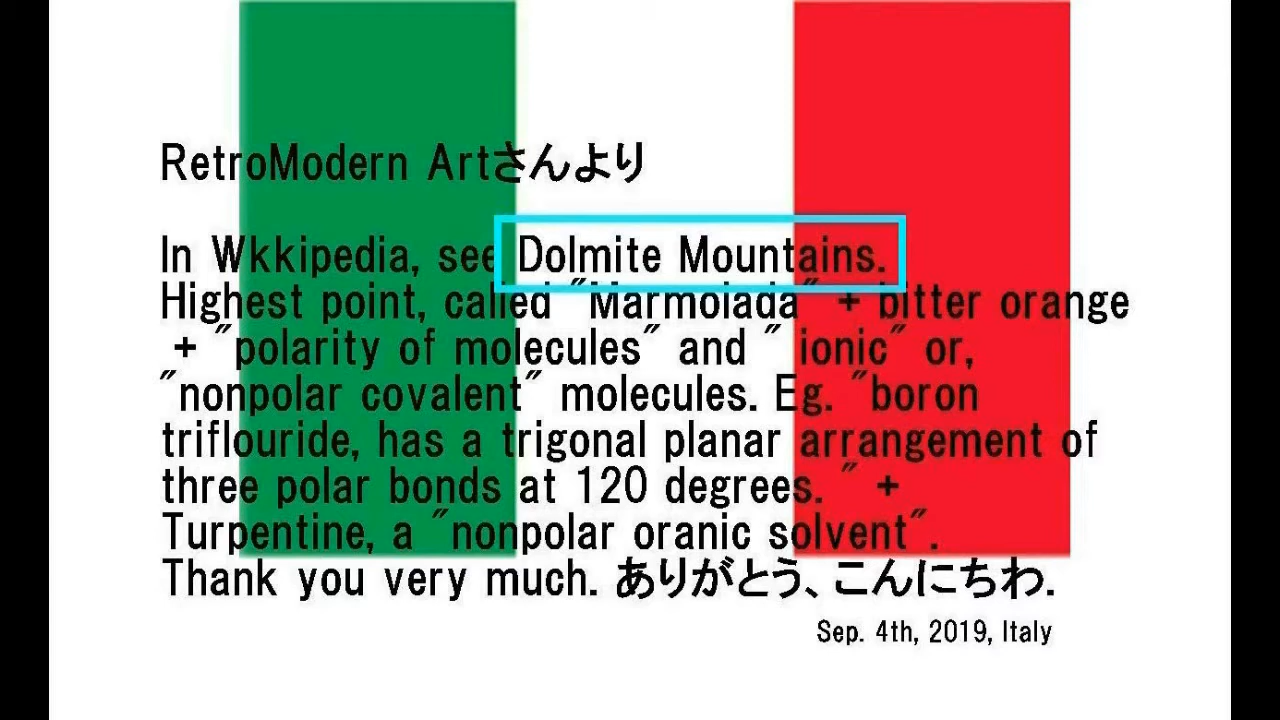 RetroModern Artさんより
In Wkkipedia, see Dolmite Mountains.
Highest point, called "Marmolada" + bitter orange
+ "polarity of molecules" and " ionic" or,
"nonpolar covalent" molecules. Eg. "boron
triflouride, has a trigonal planar arrangement of
three polar bonds at 120 degrees. " +
Turpentine, a "nonpolar oranic solvent".
Thank you very much. ありがとう、こんにちわ.
Sep. 4th, 2019, Italy